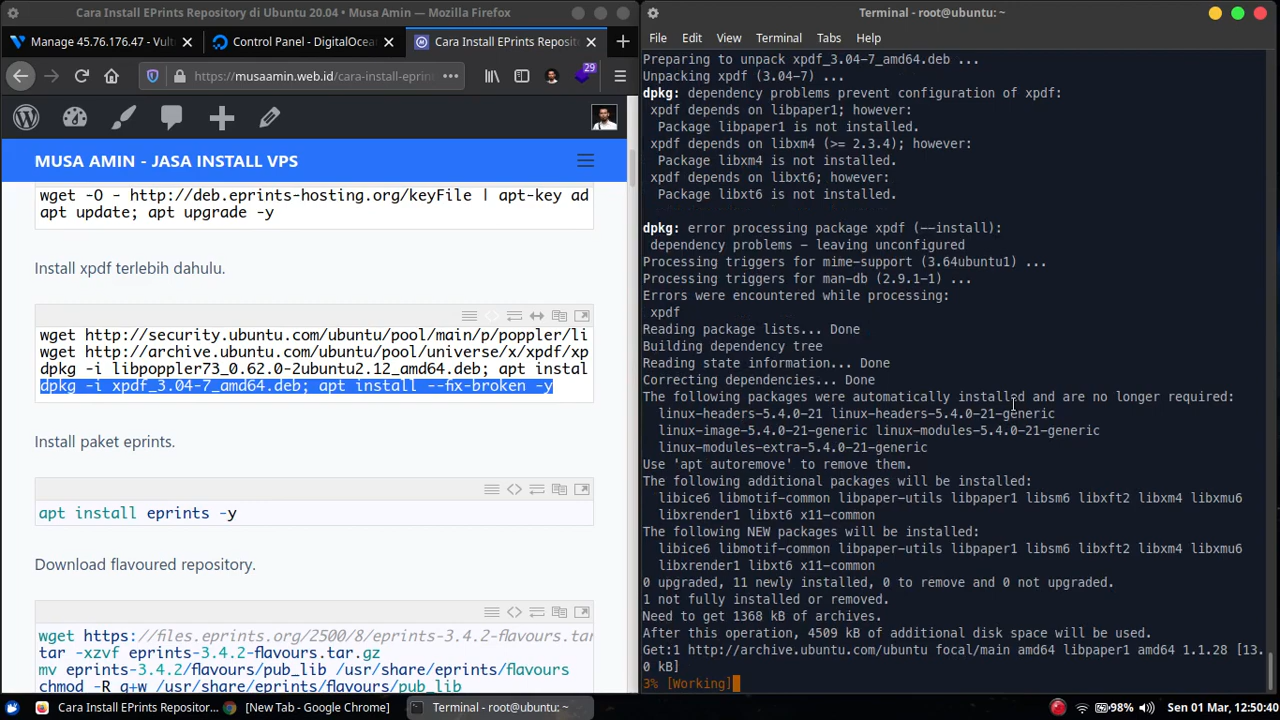 Cara Install EPrints Repository di Ubuntu 20.04 • Musa Amin — Mozilla Firefox
Manage 45.76.176.47 - Vult
Control Panel - DigitalOcea
Cara Install EPrints Reposit
https://musaamin.web.id/cara-install-eprin
29
MUSA AMIN - JASA INSTALL VPS
wget -O - http://deb.eprints-hosting.org/keyFile | apt-key ad
apt update; apt upgrade -y
Install xpdf terlebih dahulu.
wget http://security.ubuntu.com/ubuntu/pool/main/p/poppler/li
wget http://archive.ubuntu.com/ubuntu/pool/universe/x/xpdf/xp
dpkg -i libpoppler73_0.62.0-2ubuntu2.12_amd64.deb; apt instal
dpkg -i xpdf_3.04-7_amd64.deb; apt install --fix-broken -y
Install paket eprints.
apt install eprints -y
Download flavoured repository.
wget https://files.eprints.org/2500/8/eprints-3.4.2-flavours.tar
tar -xzvf eprints-3.4.2-flavours.tar.gz
mv eprints-3.4.2/flavours/pub_lib /usr/share/eprints/flavours
chmod -R g+w /usr/share/eprints/flavours/pub_lib
Terminal - root@ubuntu: ~
File Edit View Terminal Tabs Help
Preparing to unpack xpdf_3.04-7_amd64.deb ...
Unpacking xpdf (3.04-7) ...
dpkg: dependency problems prevent configuration of xpdf:
xpdf depends on libpaper1; however:
Package libpaper1 is not installed.
xpdf depends on libxm4 (>= 2.3.4); however:
Package libxm4 is not installed.
xpdf depends on libxt6; however:
Package libxt6 is not installed.
dpkg: error processing package xpdf (--install):
dependency problems - leaving unconfigured
Processing triggers for mime-support (3.64ubuntu1) ...
Processing triggers for man-db (2.9.1-1) ...
Errors were encountered while processing:
xpdf
Reading package lists... Done
Building dependency tree
Reading state information... Done
Correcting dependencies... Done
The following packages were automatically installed and are no longer required:
linux-headers-5.4.0-21 linux-headers-5.4.0-21-generic
linux-image-5.4.0-21-generic linux-modules-5.4.0-21-generic
linux-modules-extra-5.4.0-21-generic
Use 'apt autoremove' to remove them.
The following additional packages will be installed:
libice6 libmotif-common libpaper-utils libpaper1 libsm6 libxft2 libxm4 libxmu6
libxrender1 libxt6 x11-common
The following NEW packages will be installed:
libice6 libmotif-common libpaper-utils libpaper1 libsm6 libxft2 libxm4 libxmu6
libxrender1 libxt6 x11-common
0 upgraded, 11 newly installed, 0 to remove and 0 not upgraded.
1 not fully installed or removed.
Need to get 1368 kB of archives.
After this operation, 4509 kB of additional disk space will be used.
Get:1 http://archive.ubuntu.com/ubuntu focal/main amd64 libpaper1 amd64 1.1.28 [13.
0 kB]
3% [Working]
Cara Install EPrints Repositor...
[New Tab - Google Chrome]
Terminal - root@ubuntu: ~
98%
Sen 01 Mar, 12:50:40